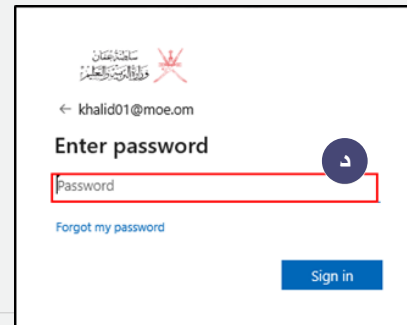 سلطنة عمان
وزارة التربية والتعليم
← khalid01@moe.om
Enter password
د
Password
Forgot my password
Sign in